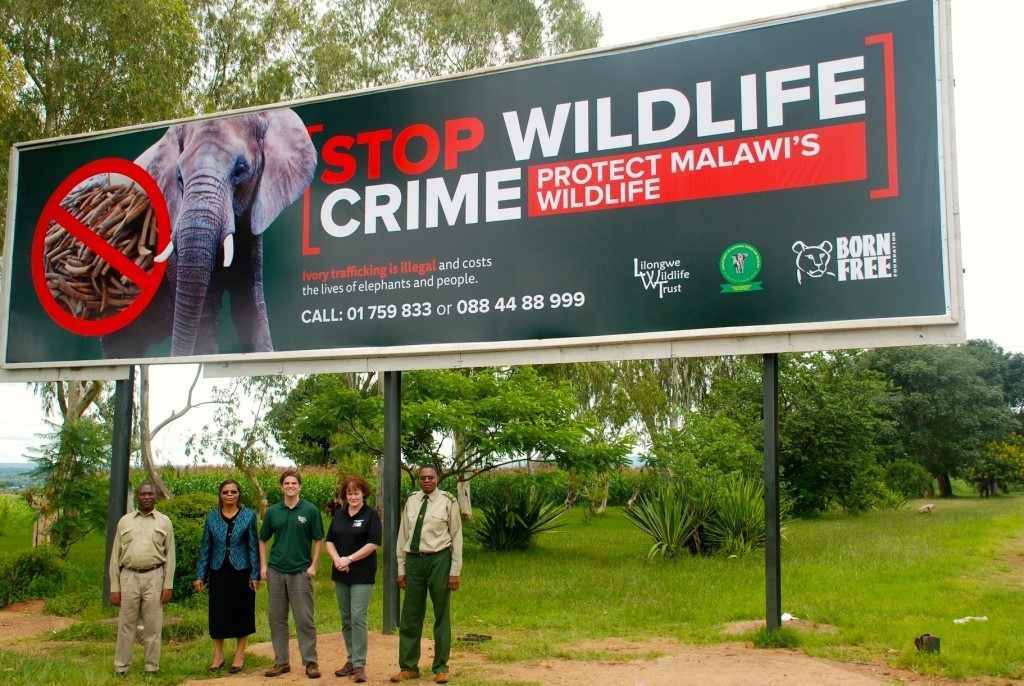 STOP WILDLIFE
CRIME
PROTECT MALAWI'S
WILDLIFE
Ivory trafficking is illegal and costs
the lives of elephants and people.
CALL: 01 759 833 or 088 44 88 999
Lilongwe
Wildlife
Trust
BORN
FREE
FOUNDATION